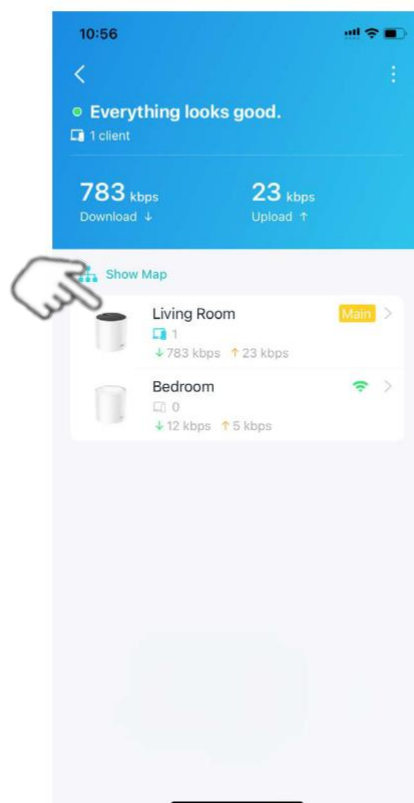 10:56
Everything looks good.
1 client
783 kbps
Download ↓
23 kbps
Upload ↑
Show Map
Living Room
Main
1
↓ 783 kbps ↑ 23 kbps
Bedroom
0
↓ 12 kbps ↑ 5 kbps